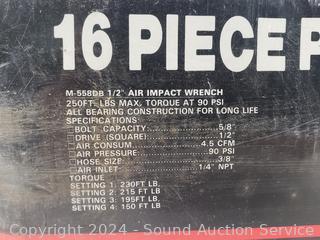 16 PIECE P
M-558DB 1/2" AIR IMPACT WRENCH
250FT. LBS MAX. TORQUE AT 90 PSI
ALL BEARING CONSTRUCTION FOR LONG LIFE
SPECIFICATIONS:
BOLT CAPACITY: 5/8"
DRIVE (SQUARE): 1/2"
AIR CONSUM.: 4.5 CFM
AIR PRESSURE: 90 PSI
HOSE SIZE: 3/8"
AIR INLET: 1/4" NPT
TORQUE
SETTING 1: 230FT LB.
SETTING 2: 215 FT LB
SETTING 3: 195FT LB.
SETTING 4: 150 FT LB
Copyright 2024 - Sound Auction Service